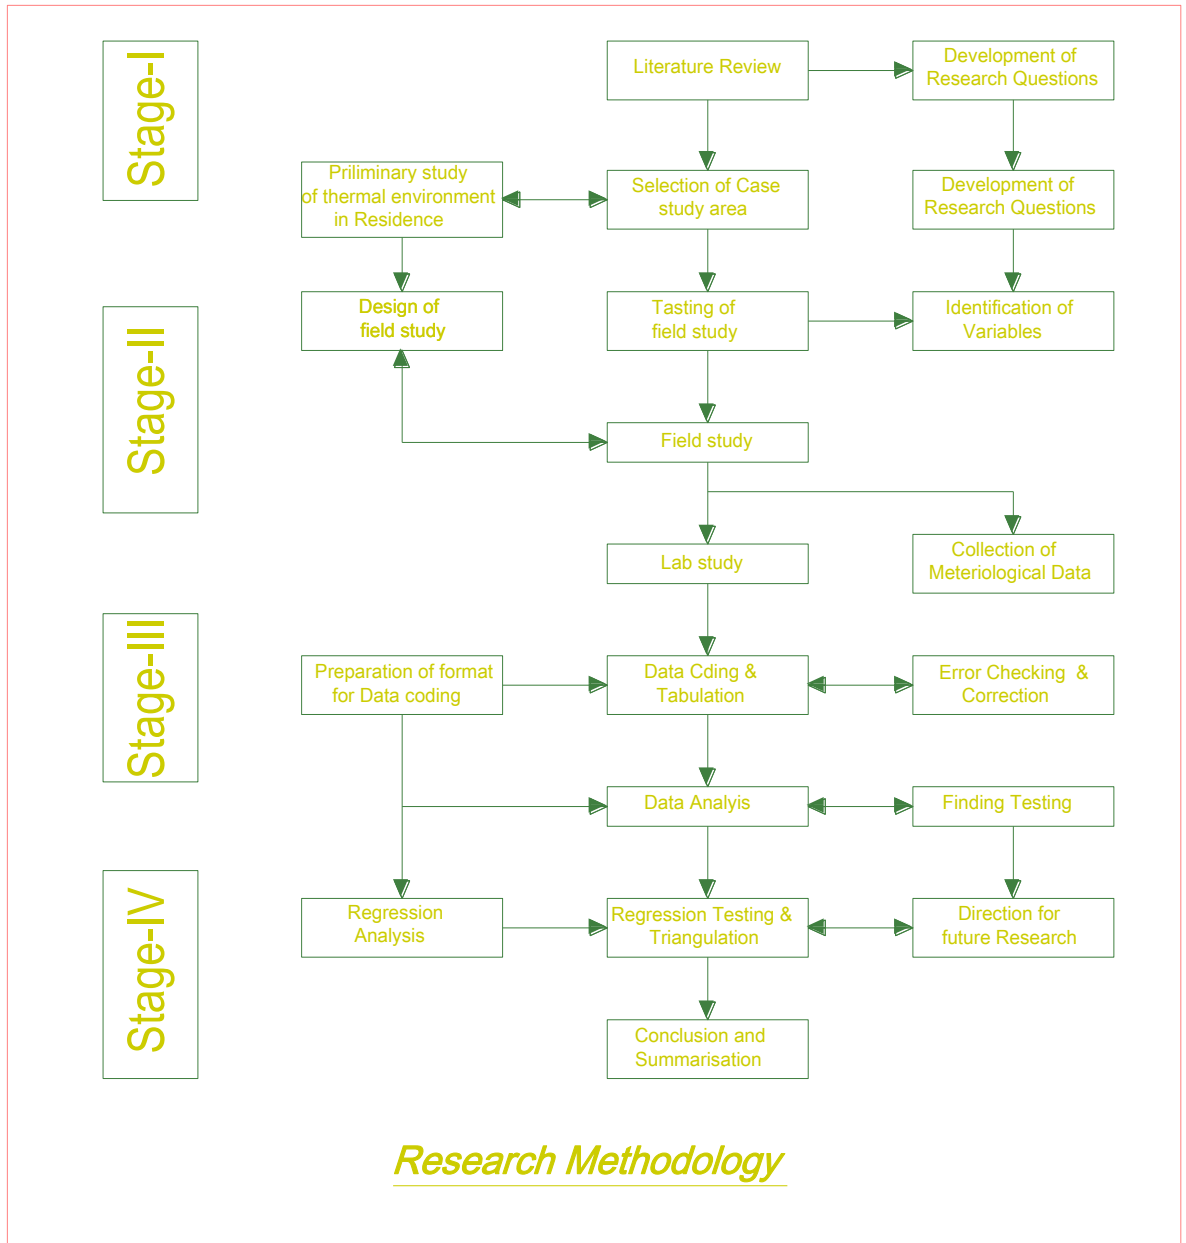 Stage-I
Literature Review
Development of
Research Questions
Priliminary study
of thermal environment
in Residence
Selection of Case
study area
Development of
Research Questions
Stage-II
Design of
field study
Tasting of
field study
Identification of
Variables
Field study
Lab study
Collection of
Meteriological Data
Stage-III
Preparation of format
for Data coding
Data Cding &
Tabulation
Error Checking &
Correction
Data Analyis
Finding Testing
Stage-IV
Regression
Analysis
Regression Testing &
Triangulation
Direction for
future Research
Conclusion and
Summarisation
Research Methodology